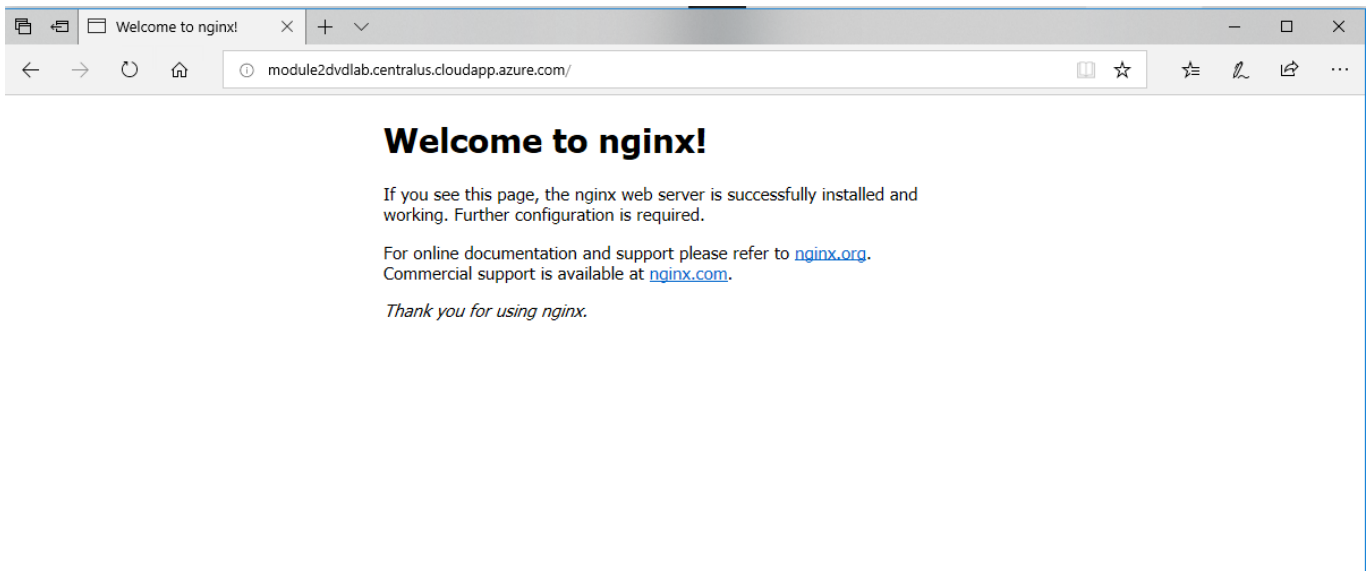 Welcome to nginx!
module2dvdlab.centralus.cloudapp.azure.com/
Welcome to nginx!
If you see this page, the nginx web server is successfully installed and
working. Further configuration is required.
For online documentation and support please refer to nginx.org.
Commercial support is available at nginx.com.
Thank you for using nginx.